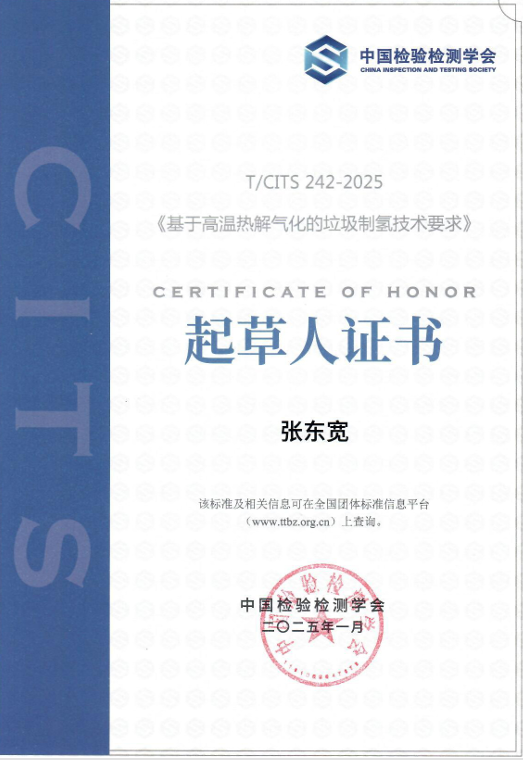 中国检验检测学会
CHINA INSPECTION AND TESTING SOCIETY
T/CITS 242-2025
《基于高温热解气化的垃圾制氢技术要求》
CERTIFICATE OF HONOR
起草人证书
张东宽
该标准及相关信息可在全国团体标准信息平台
（www.ttbz.org.cn）上查询。
中国检验检测学会
二〇二五年一月
中国检验检测学会
CITS